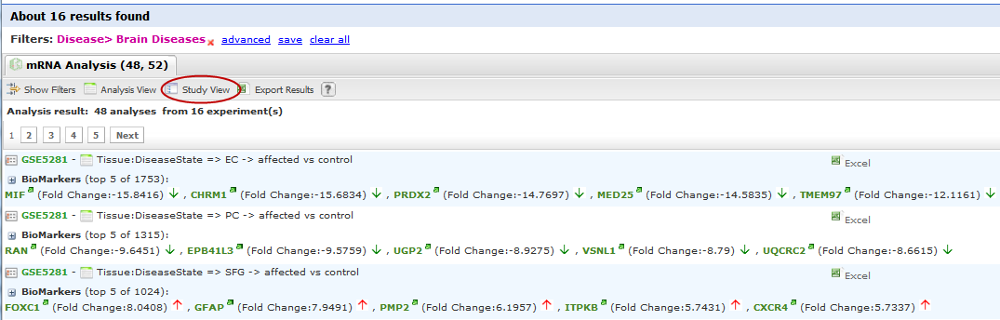 About 16 results found
Filters: Disease> Brain Diseases advanced save clear all
mRNA Analysis (48, 52)
Show Filters Analysis View Study View Export Results ?
Analysis result: 48 analyses from 16 experiment(s)
1 2 3 4 5 Next
GSE5281 - Tissue:DiseaseState => EC -> affected vs control Excel
BioMarkers (top 5 of 1753):
MIF (Fold Change:-15.8416) ↓ , CHRM1 (Fold Change:-15.6834) ↓ , PRDX2 (Fold Change:-14.7697) ↓ , MED25 (Fold Change:-14.5835) ↓ , TMEM97 (Fold Change:-12.1161) ↓
GSE5281 - Tissue:DiseaseState => PC -> affected vs control Excel
BioMarkers (top 5 of 1315):
RAN (Fold Change:-9.6451) ↓ , EPB41L3 (Fold Change:-9.5759) ↓ , UGP2 (Fold Change:-8.9275) ↓ , VSNL1 (Fold Change:-8.79) ↓ , UQCRC2 (Fold Change:-8.6615) ↓
GSE5281 - Tissue:DiseaseState => SFG -> affected vs control Excel
BioMarkers (top 5 of 1024):
FOXC1 (Fold Change:8.0408) ↑ , GFAP (Fold Change:7.9491) ↑ , PMP2 (Fold Change:6.1957) ↑ , ITPKB (Fold Change:5.7431) ↑ , CXCR4 (Fold Change:5.7337) ↑